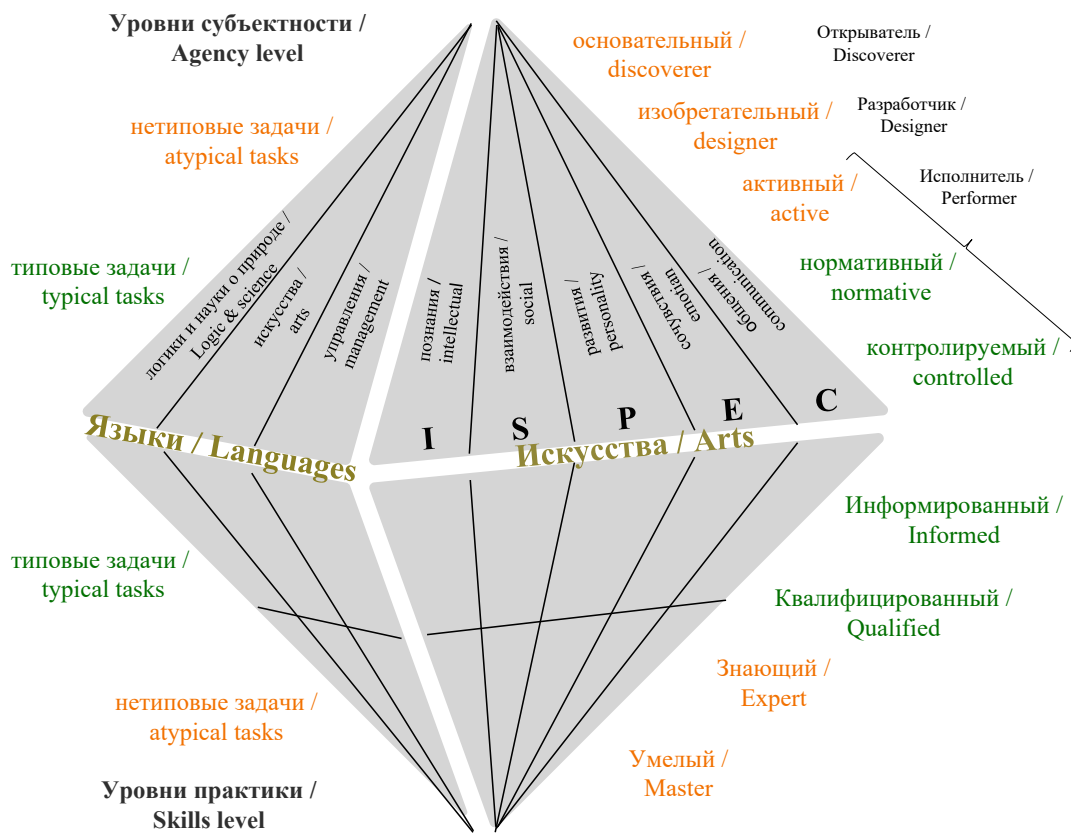 Уровни субъектности /
Agency level
основательный /
discoverer
Открыватель /
Discoverer
нетиповые задачи /
atypical tasks
изобретательный /
designer
Разработчик /
Designer
активный /
active
Исполнитель /
Performer
типовые задачи /
typical tasks
логики и науки о природе /
Logic & science
искусства /
arts
управления /
management
познания /
intellectual
взаимодействия /
social
развития /
personality
сочувствия /
emotian
общения /
communication
нормативный /
normative
контролируемый /
controlled
I S P E C
Языки / Languages
Искусства / Arts
Информированный /
Informed
типовые задачи /
typical tasks
Квалифицированный /
Qualified
Знающий /
Expert
нетиповые задачи /
atypical tasks
Умелый /
Master
Уровни практики /
Skills level